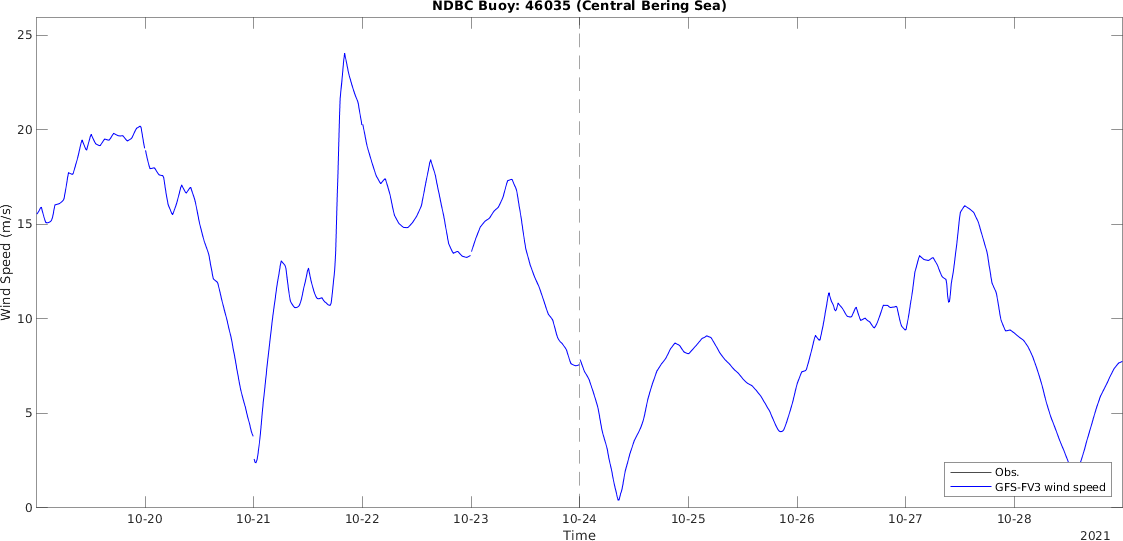 NDBC Buoy: 46035 (Central Bering Sea)
25
20
15
10
5
0
Wind Speed (m/s)
10-20 10-21 10-22 10-23 10-24 10-25 10-26 10-27 10-28
Time
2021
Obs.
GFS-FV3 wind speed